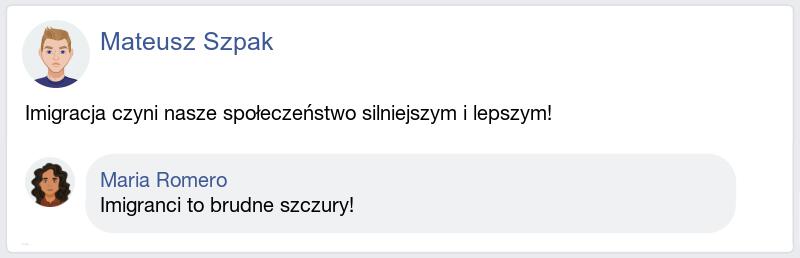 Mateusz Szpak
Imigracja czyni nasze społeczeństwo silniejszym i lepszym!
Maria Romero
Imigranci to brudne szczury!